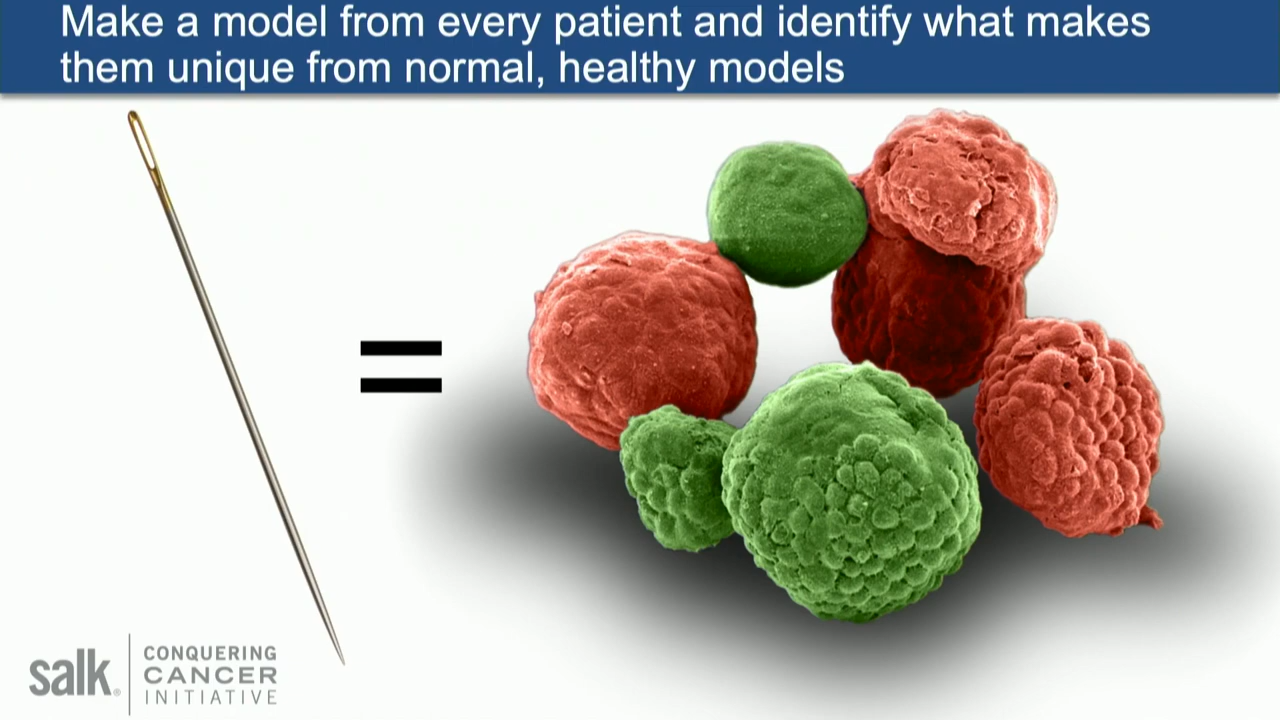 Make a model from every patient and identify what makes
them unique from normal, healthy models
=
salk®
CONQUERING
CANCER
INITIATIVE